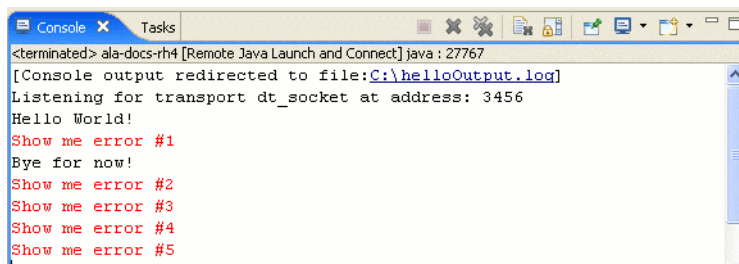 Console Tasks
<terminated> ala-docs-rh4 [Remote Java Launch and Connect] java : 27767
[Console output redirected to file:C:\helloOutput.log]
Listening for transport dt_socket at address: 3456
Hello World!
Show me error #1
Bye for now!
Show me error #2
Show me error #3
Show me error #4
Show me error #5